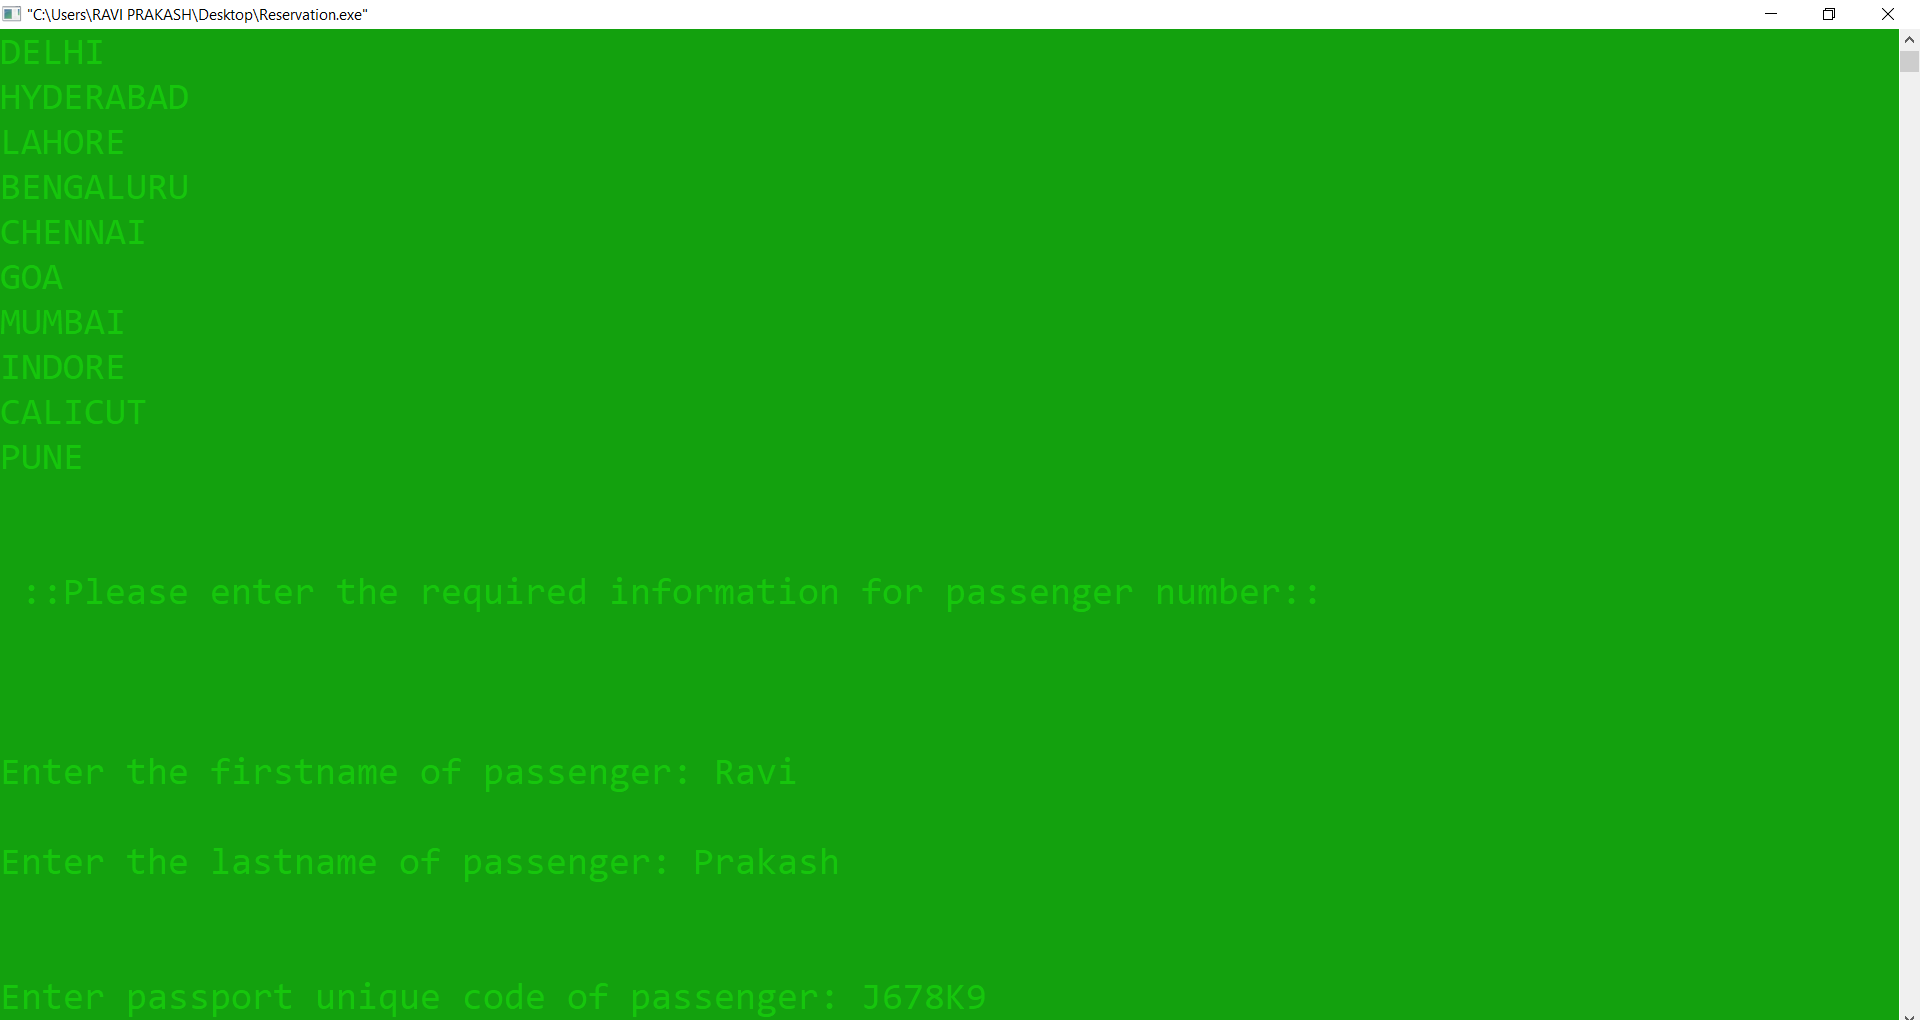 "C:\Users\RAVI PRAKASH\Desktop\Reservation.exe"
DELHI
HYDERABAD
LAHORE
BENGALURU
CHENNAI
GOA
MUMBAI
INDORE
CALICUT
PUNE
::Please enter the required information for passenger number::
Enter the firstname of passenger: Ravi
Enter the lastname of passenger: Prakash
Enter passport unique code of passenger: J678K9